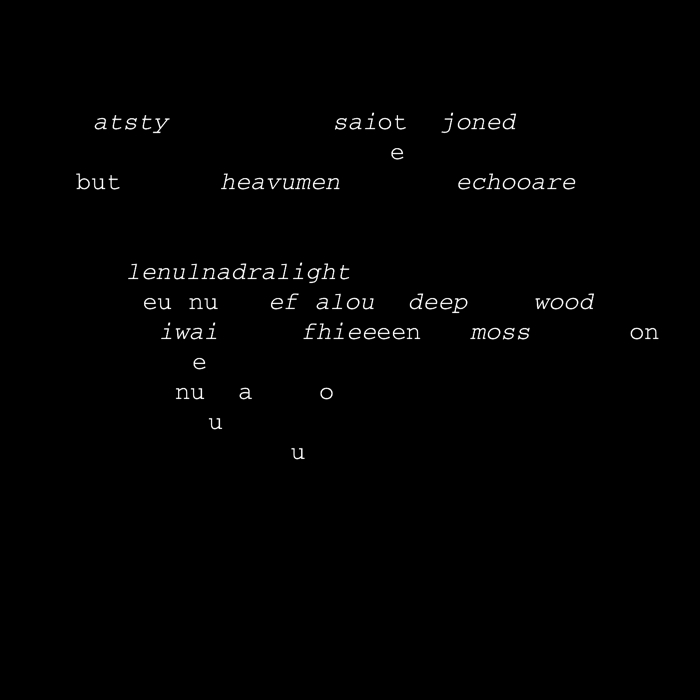 atsty saiot joned
e
but heavumen echooare
lenulnadralight
eu nu ef alou deep wood
iwai fhieeeen moss on
e
nu a o
u
u